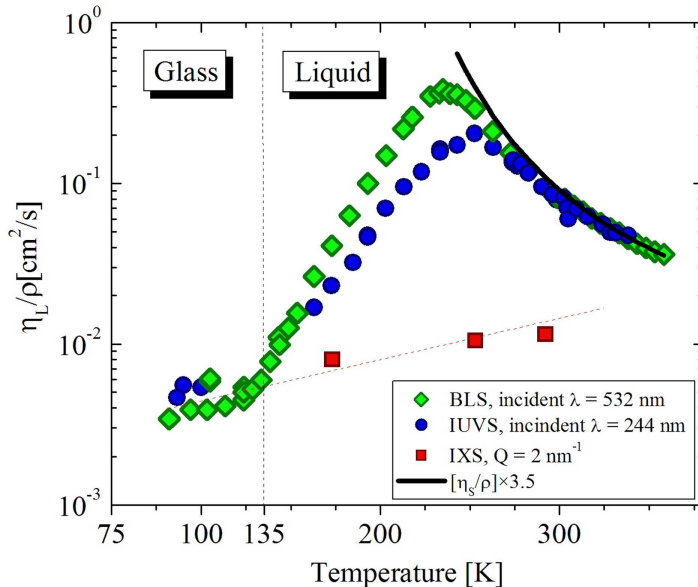 10⁰
Glass
Liquid
10⁻¹
η_L/ρ[cm²/s]
10⁻²
BLS, incident λ = 532 nm
IUVS, incindent λ = 244 nm
IXS, Q = 2 nm⁻¹
[η_S/ρ]×3.5
10⁻³
75 100 135 200 300
Temperature [K]